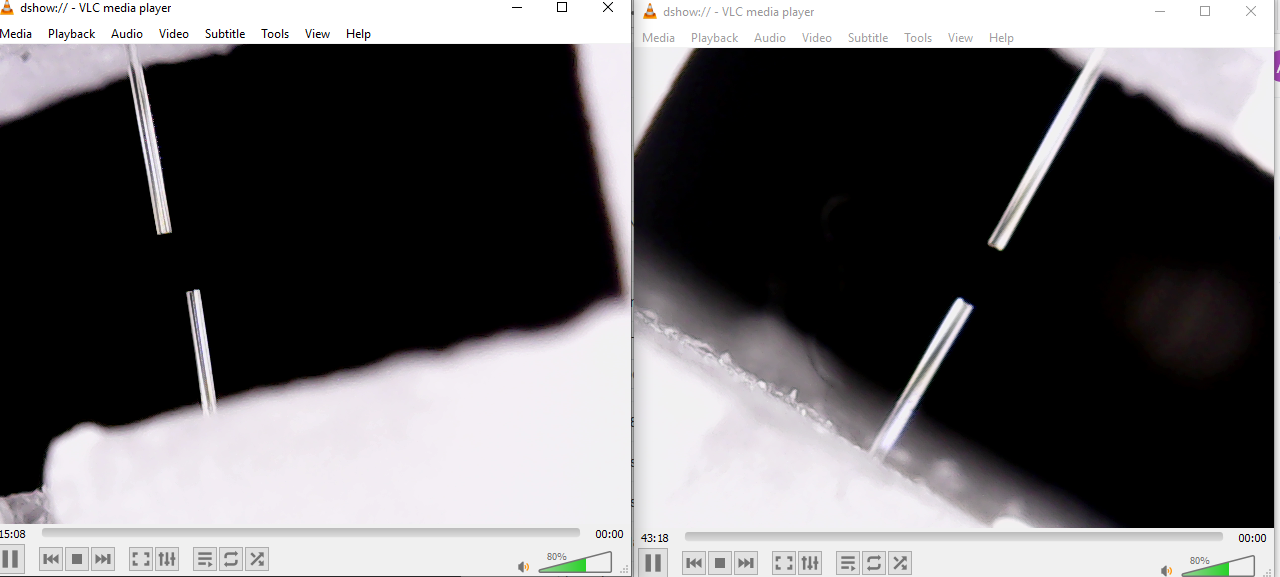 dshow:// - VLC media player
Media Playback Audio Video Subtitle Tools View Help
15:08
00:00
80%
dshow:// - VLC media player
Media Playback Audio Video Subtitle Tools View Help
43:18
00:00
80%